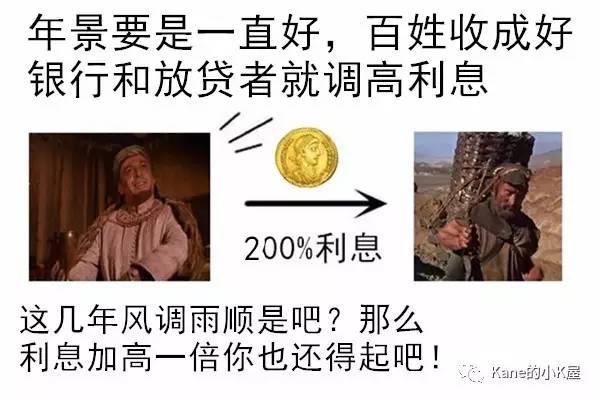 年景要是一直好，百姓收成好
银行和放贷者就调高利息
200%利息
这几年风调雨顺是吧？那么
利息加高一倍你也还得起吧！
Kane的小K屋